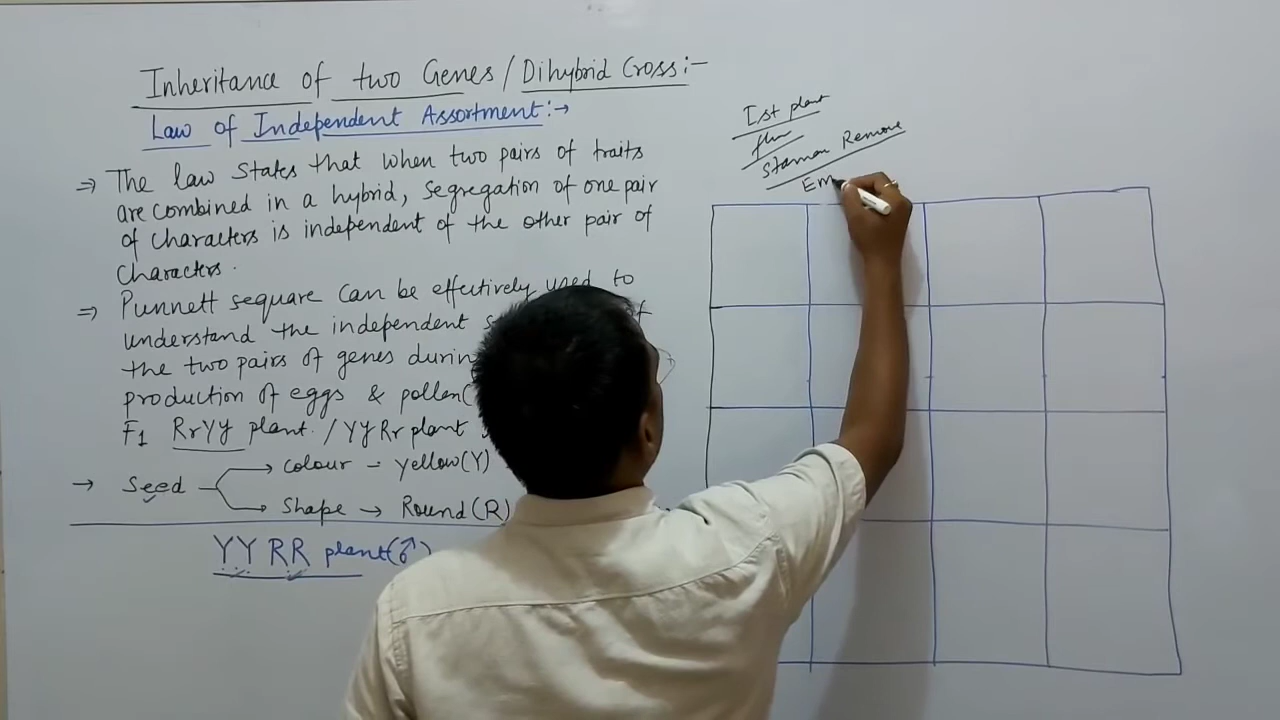 Inheritance of two Genes / Dihybrid Cross:-
Law of Independent Assortment:→
⇒ The law states that when two pairs of traits
are combined in a hybrid, segregation of one pair
of characters is independent of the other pair of
characters.
⇒ Punnett sequare can be effectively used to
understand the independent
the two pairs of genes during
production of eggs & pollen(
F1 RrYy plant. / YyRr plant
→ Seed → Colour - yellow(Y)
→ Shape → Round (R)
YYRR plant(♂)
Ist plant
Stamen Remove
Em